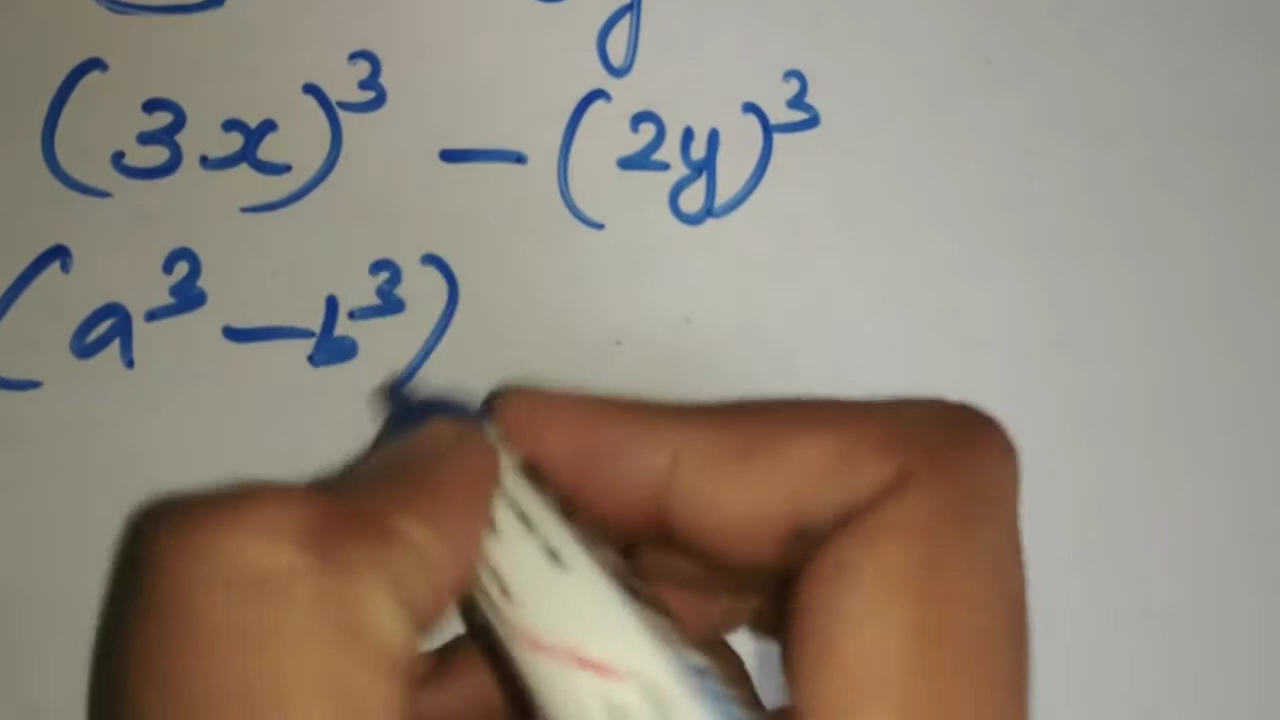 y
(3x)³ - (2y)³
(a³ - b³)